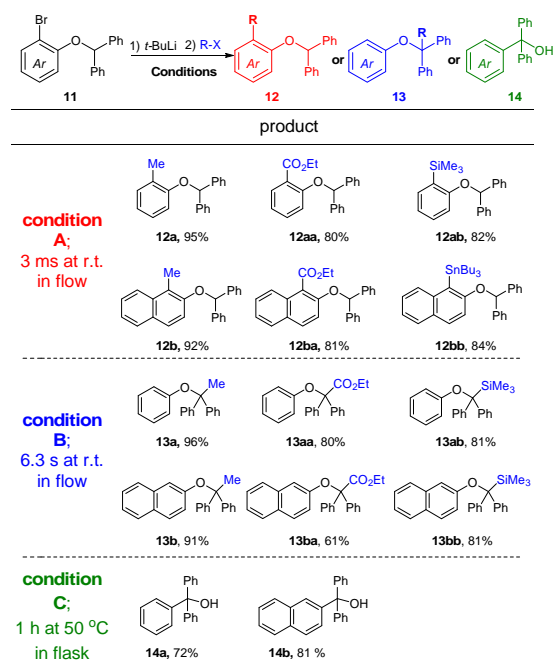 Br
O Ph
Ph
Ar
11
1) t-BuLi 2) R-X
Conditions
R
O Ph
Ph
Ar
12
or
O R
Ph
Ph
Ar
13
or
Ph
OH
Ph
Ar
14
product
condition
A;
3 ms at r.t.
in flow
Me
O Ph
Ph
12a, 95%
CO2Et
O Ph
Ph
12aa, 80%
SiMe3
O Ph
Ph
12ab, 82%
Me Ph
O Ph
12b, 92%
CO2Et Ph
O Ph
12ba, 81%
SnBu3 Ph
O Ph
12bb, 84%
condition
B;
6.3 s at r.t.
in flow
O Me
Ph Ph
13a, 96%
O CO2Et
Ph Ph
13aa, 80%
O SiMe3
Ph Ph
13ab, 81%
O Me
Ph Ph
13b, 91%
O CO2Et
Ph Ph
13ba, 61%
O SiMe3
Ph Ph
13bb, 81%
condition
C;
1 h at 50 °C
in flask
Ph
OH
Ph
14a, 72%
Ph
OH
Ph
14b, 81 %